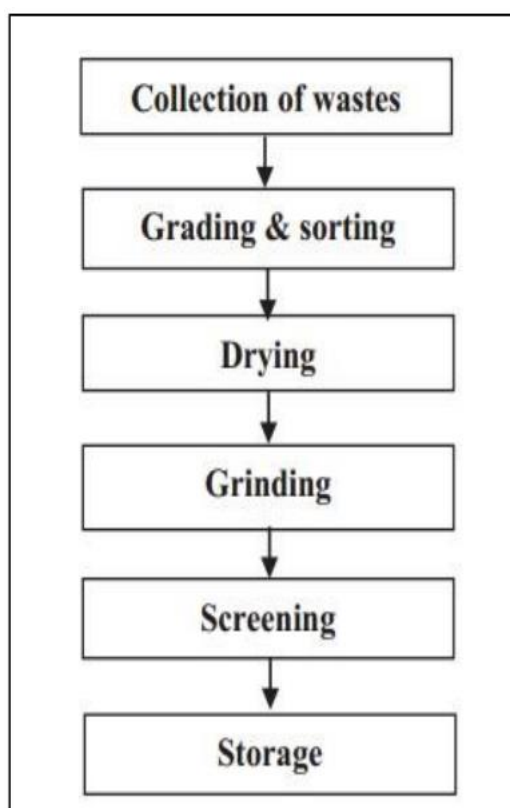 Collection of wastes
Grading & sorting
Drying
Grinding
Screening
Storage